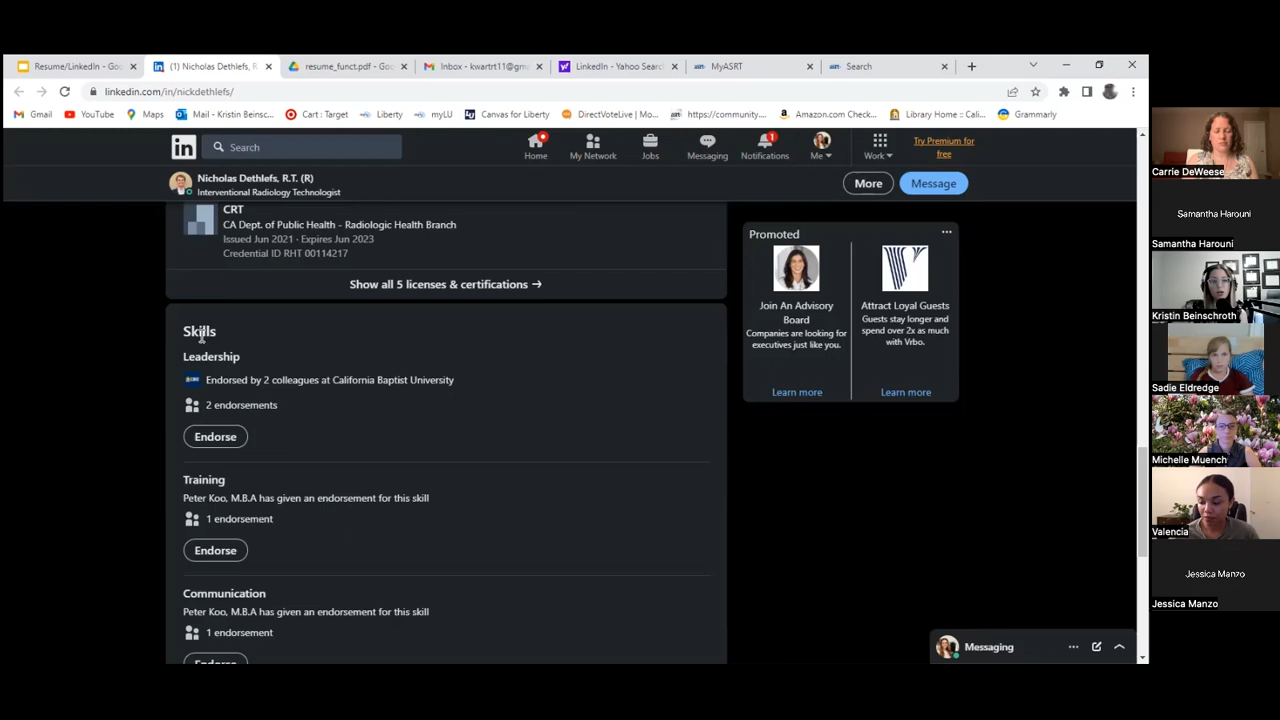 Resume/LinkedIn - Goo
(1) Nicholas Dethlefs, R.
resume_funct.pdf - Goo
Inbox - kwartrt11@gm
LinkedIn - Yahoo Searc
MyASRT
Search
linkedin.com/in/nickdethlefs/
Gmail
YouTube
Maps
Mail - Kristin Beinsc...
Cart : Target
Liberty
myLU
Canvas for Liberty
DirectVoteLive | Mo...
https://community....
Amazon.com Check...
Library Home :: Cali...
Grammarly
in
Search
Home
My Network
Jobs
Messaging
1
Notifications
Me
Work
Try Premium for
free
Nicholas Dethlefs, R.T. (R)
Interventional Radiology Technologist
More
Message
CRT
CA Dept. of Public Health - Radiologic Health Branch
Issued Jun 2021 · Expires Jun 2023
Credential ID RHT 00114217
Show all 5 licenses & certifications →
Skills
Leadership
Endorsed by 2 colleagues at California Baptist University
2 endorsements
Endorse
Training
Peter Koo, M.B.A has given an endorsement for this skill
1 endorsement
Endorse
Communication
Peter Koo, M.B.A has given an endorsement for this skill
1 endorsement
Endorse
Promoted
Join An Advisory
Board
Companies are looking for
executives just like you.
Learn more
Attract Loyal Guests
Guests stay longer and
spend over 2x as much
with Vrbo.
Learn more
Messaging
Carrie DeWeese
Samantha Harouni
Samantha Harouni
Kristin Beinschroth
Sadie Eldredge
Michelle Muench
Valencia
Jessica Manzo
Jessica Manzo